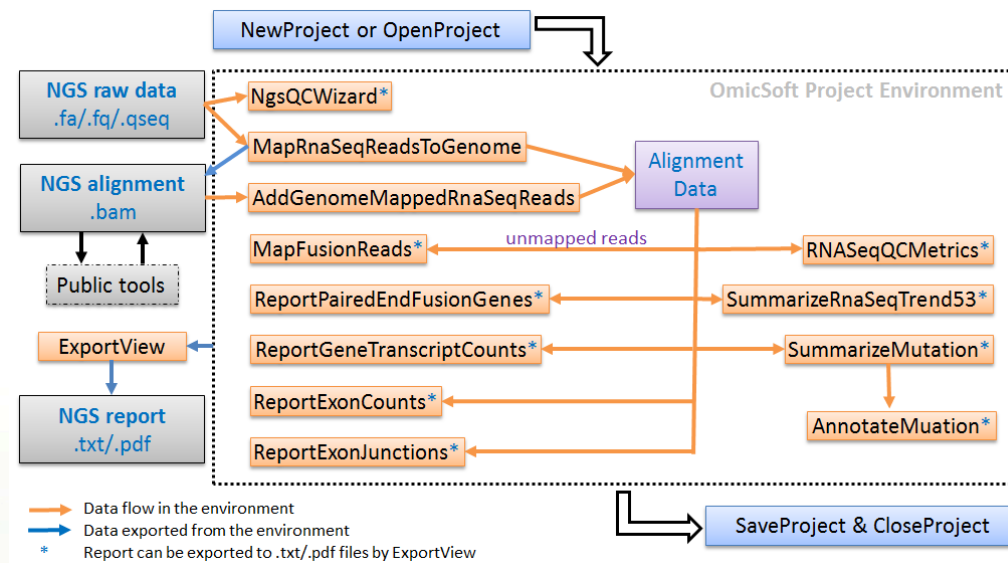 NewProject or OpenProject
NGS raw data
.fa/.fq/.qseq
OmicSoft Project Environment
NgsQCWizard*
MapRnaSeqReadsToGenome
Alignment
Data
NGS alignment
.bam
AddGenomeMappedRnaSeqReads
MapFusionReads*
unmapped reads
RNASeqQCMetrics*
Public tools
ReportPairedEndFusionGenes*
SummarizeRnaSeqTrend53*
ExportView
ReportGeneTranscriptCounts*
SummarizeMutation*
NGS report
.txt/.pdf
ReportExonCounts*
AnnotateMuation*
ReportExonJunctions*
Data flow in the environment
Data exported from the environment
* Report can be exported to .txt/.pdf files by ExportView
SaveProject & CloseProject